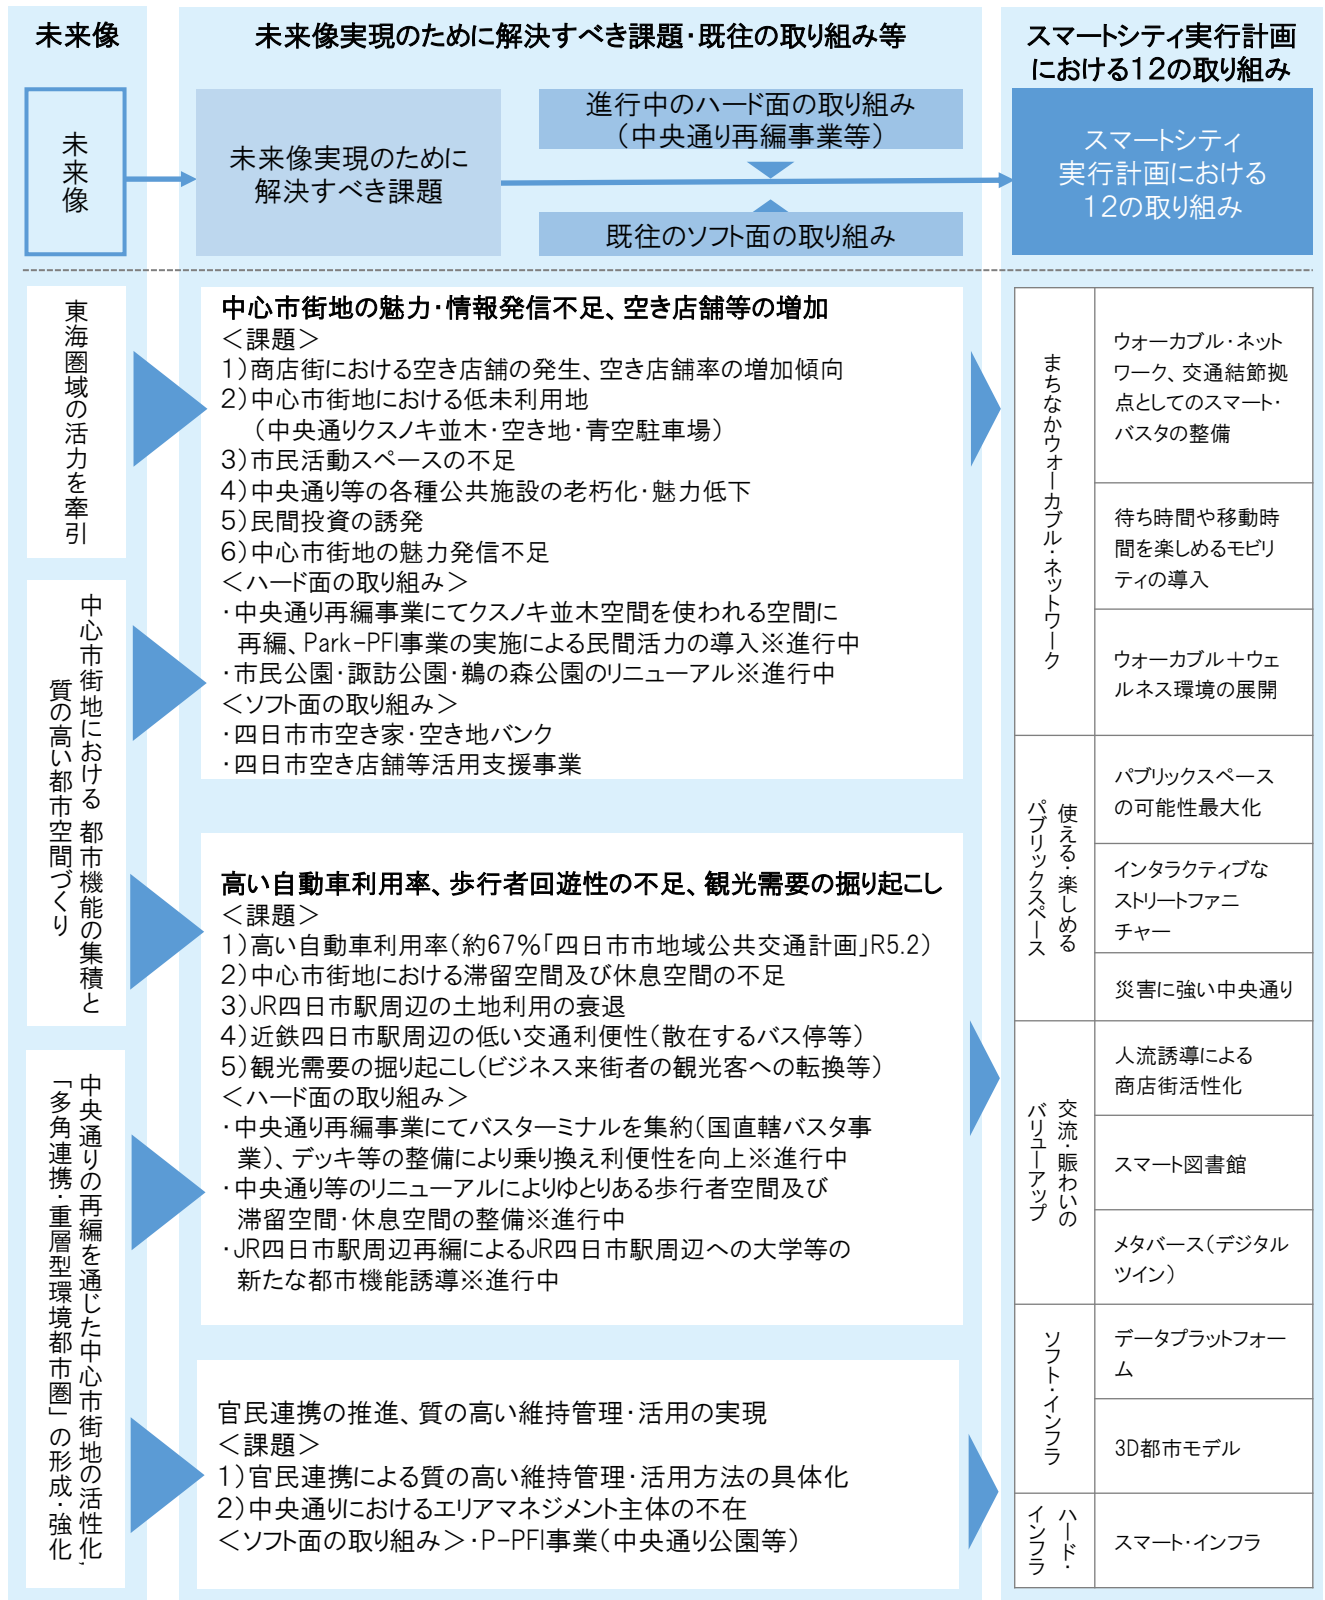 未来像
未来像実現のために解決すべき課題・既往の取り組み等
スマートシティ実行計画
における12の取り組み
未来像
未来像実現のために
解決すべき課題
進行中のハード面の取り組み
（中央通り再編事業等）
既往のソフト面の取り組み
スマートシティ
実行計画における
12の取り組み
東海圏域の活力を牽引
中心市街地における 都市機能の集積と
質の高い都市空間づくり
中央通りの再編を通じた中心市街地の活性化,
「多角連携・重層型環境都市圏」の形成・強化
中心市街地の魅力・情報発信不足、空き店舗等の増加
＜課題＞
1）商店街における空き店舗の発生、空き店舗率の増加傾向
2）中心市街地における低未利用地
（中央通りクスノキ並木・空き地・青空駐車場）
3）市民活動スペースの不足
4）中央通り等の各種公共施設の老朽化・魅力低下
5）民間投資の誘発
6）中心市街地の魅力発信不足
＜ハード面の取り組み＞
・中央通り再編事業にてクスノキ並木空間を使われる空間に
再編、Park-PFI事業の実施による民間活力の導入※進行中
・市民公園・諏訪公園・鵜の森公園のリニューアル※進行中
＜ソフト面の取り組み＞
・四日市市空き家・空き地バンク
・四日市空き店舗等活用支援事業
高い自動車利用率、歩行者回遊性の不足、観光需要の掘り起こし
＜課題＞
1）高い自動車利用率（約67%「四日市市地域公共交通計画」R5.2）
2）中心市街地における滞留空間及び休息空間の不足
3）JR四日市駅周辺の土地利用の衰退
4）近鉄四日市駅周辺の低い交通利便性（散在するバス停等）
5）観光需要の掘り起こし（ビジネス来街者の観光客への転換等）
＜ハード面の取り組み＞
・中央通り再編事業にてバスターミナルを集約（国直轄バスタ事
業）、デッキ等の整備により乗り換え利便性を向上※進行中
・中央通り等のリニューアルによりゆとりある歩行者空間及び
滞留空間・休息空間の整備※進行中
・JR四日市駅周辺再編によるJR四日市駅周辺への大学等の
新たな都市機能誘導※進行中
官民連携の推進、質の高い維持管理・活用の実現
＜課題＞
1）官民連携による質の高い維持管理・活用方法の具体化
2）中央通りにおけるエリアマネジメント主体の不在
＜ソフト面の取り組み＞・P-PFI事業（中央通り公園等）
まちなかウォーカブル・ネットワーク
ウォーカブル・ネット
ワーク、交通結節拠
点としてのスマート・
バスタの整備
待ち時間や移動時
間を楽しめるモビリ
ティの導入
ウォーカブル＋ウェ
ルネス環境の展開
使える・楽しめる
パブリックスペース
パブリックスペース
の可能性最大化
インタラクティブな
ストリートファニ
チャー
災害に強い中央通り
交流・賑わいの
バリューアップ
人流誘導による
商店街活性化
スマート図書館
メタバース（デジタル
ツイン）
ソフト・インフラ
データプラットフォー
ム
3D都市モデル
ハード・
インフラ
スマート・インフラ